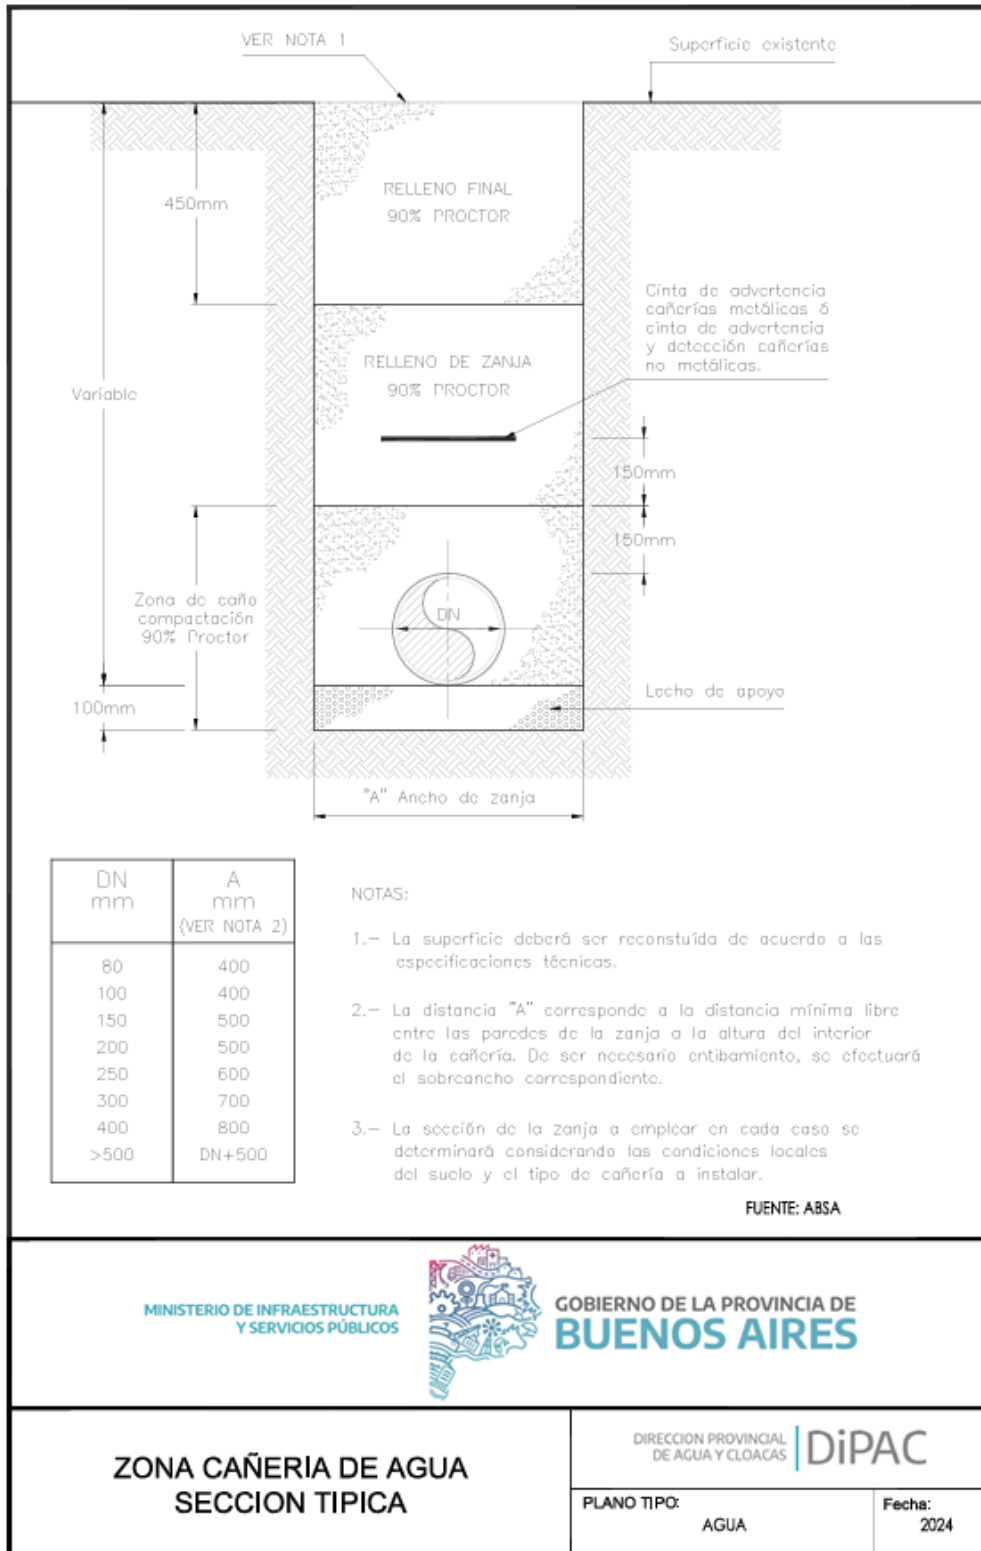 VER NOTA 1
Superficie existente
450mm
RELLENO FINAL
90% PROCTOR
Cinta de advertencia
cañerías metálicas ó
cinta de advertencia
y detección cañerías
no metálicas.
RELLENO DE ZANJA
90% PROCTOR
Variable
150mm
150mm
DN
Zona de caño
compactación
90% Proctor
Lecho de apoyo
100mm
"A" Ancho de zanja
DN A
mm mm
(VER NOTA 2)
80 400
100 400
150 500
200 500
250 600
300 700
400 800
>500 DN+500
NOTAS:
1.- La superficie deberá ser reconstuída de acuerdo a las
especificaciones técnicas.
2.- La distancia "A" corresponde a la distancia mínima libre
entre las paredes de la zanja a la altura del interior
de la cañería. De ser necesario entibamiento, se efectuará
el sobreancho correspondiente.
3.- La sección de la zanja a emplear en cada caso se
determinará considerando las condiciones locales
del suelo y el tipo de cañería a instalar.
FUENTE: ABSA
MINISTERIO DE INFRAESTRUCTURA
Y SERVICIOS PÚBLICOS
GOBIERNO DE LA PROVINCIA DE
BUENOS AIRES
ZONA CAÑERIA DE AGUA
SECCION TIPICA
DIRECCION PROVINCIAL
DE AGUA Y CLOACAS
DiPAC
PLANO TIPO:
AGUA
Fecha:
2024